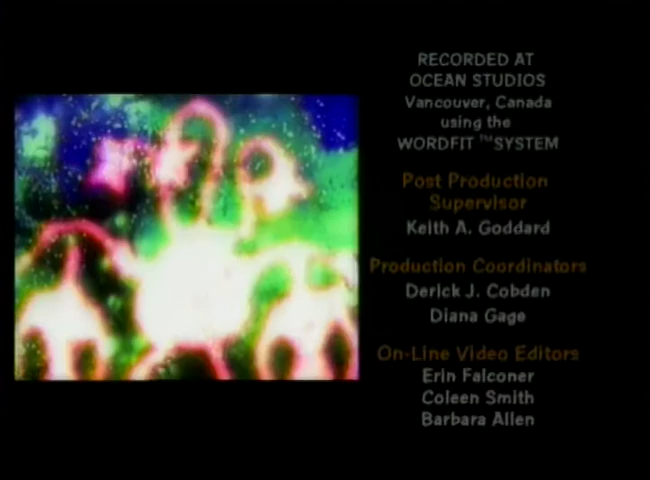 RECORDED AT
OCEAN STUDIOS
Vancouver, Canada
using the
WORDFIT ™ SYSTEM
Post Production
Supervisor
Keith A. Goddard
Production Coordinators
Derick J. Cobden
Diana Gage
On-Line Video Editors
Erin Falconer
Coleen Smith
Barbara Allen